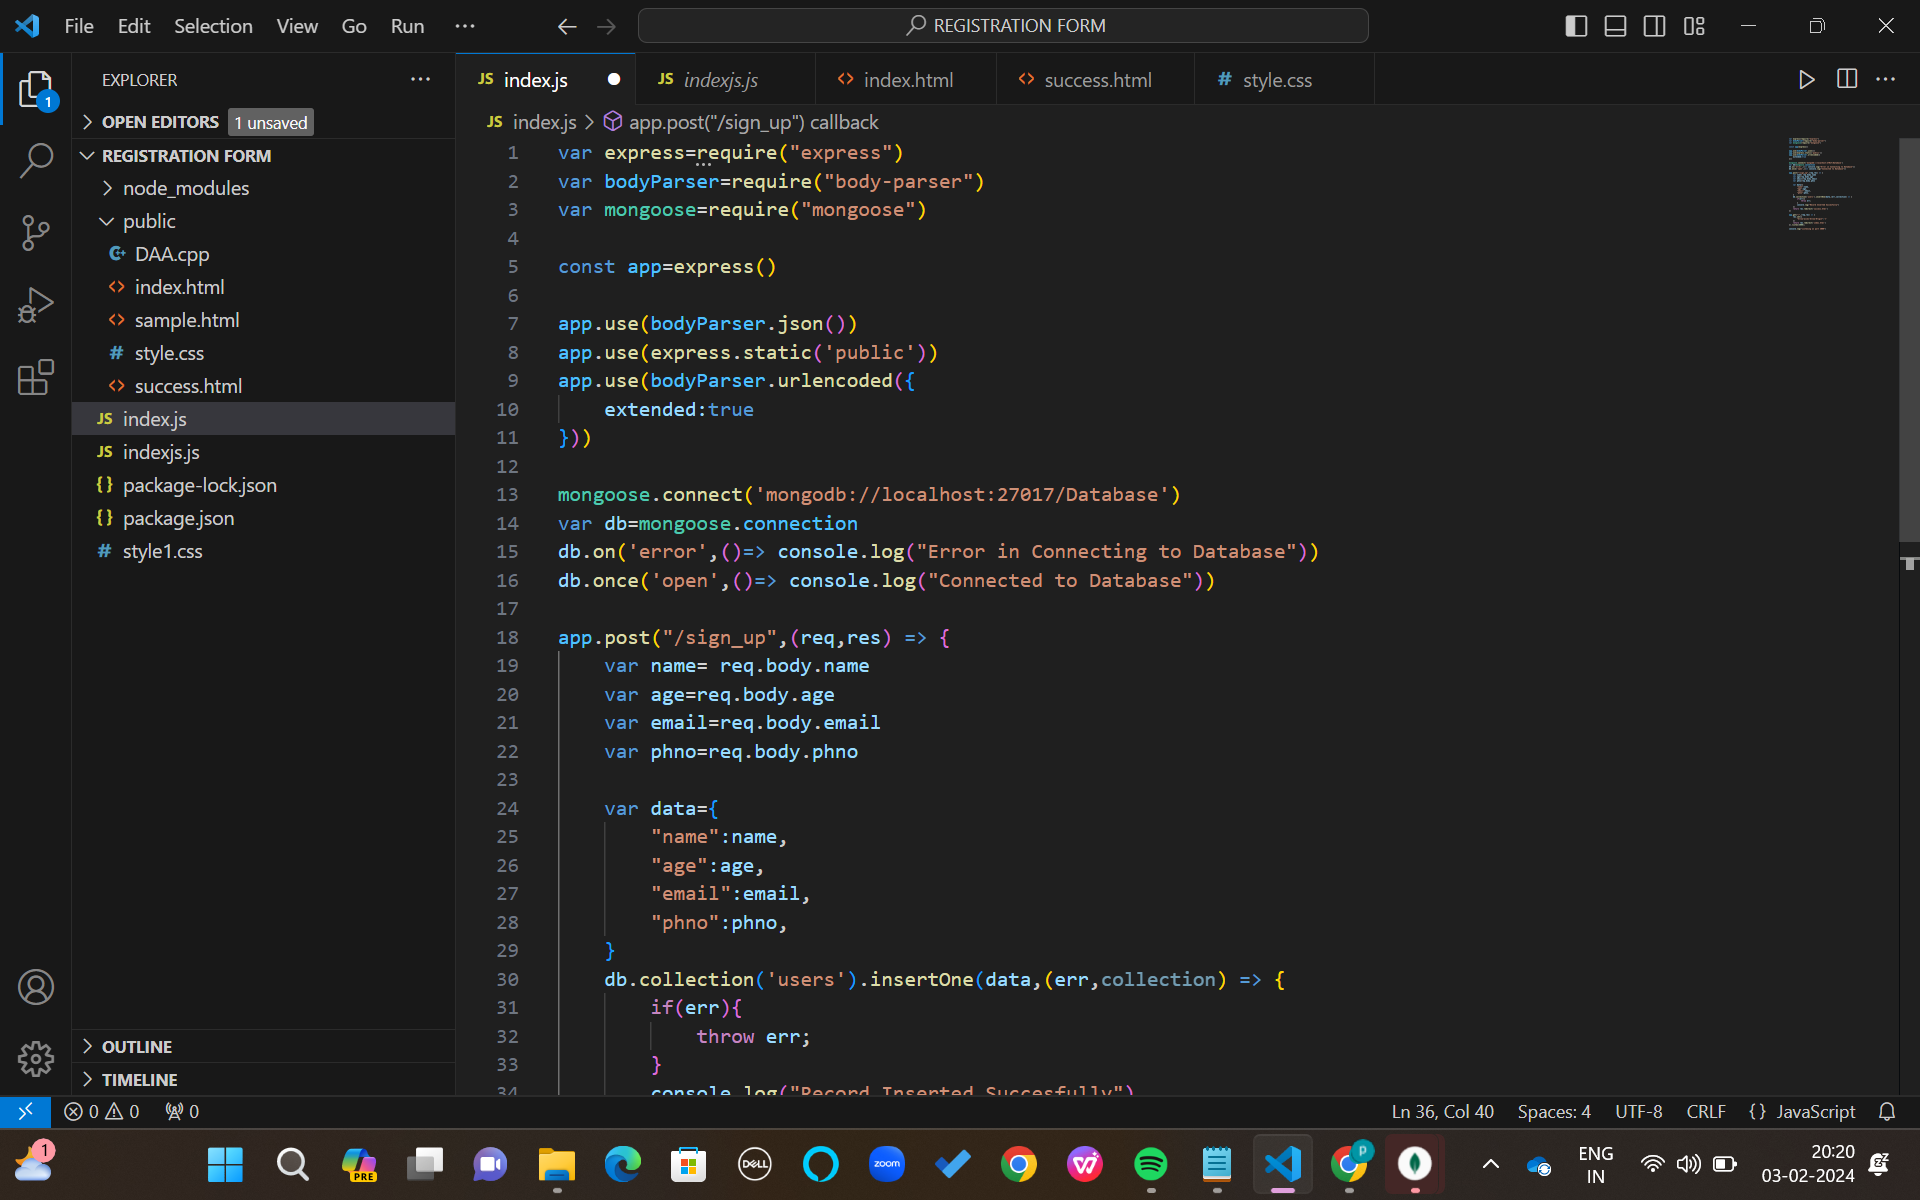 File Edit Selection View Go Run ··· REGISTRATION FORM
EXPLORER ···
OPEN EDITORS 1 unsaved
REGISTRATION FORM
node_modules
public
DAA.cpp
index.html
sample.html
style.css
success.html
JS index.js
JS indexjs.js
{} package-lock.json
{} package.json
# style1.css
OUTLINE
TIMELINE
JS index.js ● JS indexjs.js <> index.html <> success.html # style.css
JS index.js > app.post("/sign_up") callback
1 var express=require("express")
2 var bodyParser=require("body-parser")
3 var mongoose=require("mongoose")
4
5 const app=express()
6
7 app.use(bodyParser.json())
8 app.use(express.static('public'))
9 app.use(bodyParser.urlencoded({
10 extended:true
11 }))
12
13 mongoose.connect('mongodb://localhost:27017/Database')
14 var db=mongoose.connection
15 db.on('error',()=> console.log("Error in Connecting to Database"))
16 db.once('open',()=> console.log("Connected to Database"))
17
18 app.post("/sign_up",(req,res) => {
19 var name= req.body.name
20 var age=req.body.age
21 var email=req.body.email
22 var phno=req.body.phno
23
24 var data={
25 "name":name,
26 "age":age,
27 "email":email,
28 "phno":phno,
29 }
30 db.collection('users').insertOne(data,(err,collection) => {
31 if(err){
32 throw err;
33 }
34 console.log("Record Inserted Succesfully")
0 0 0 Ln 36, Col 40 Spaces: 4 UTF-8 CRLF {} JavaScript
1 PRE DELL zoom P ENG 20:20
IN 03-02-2024